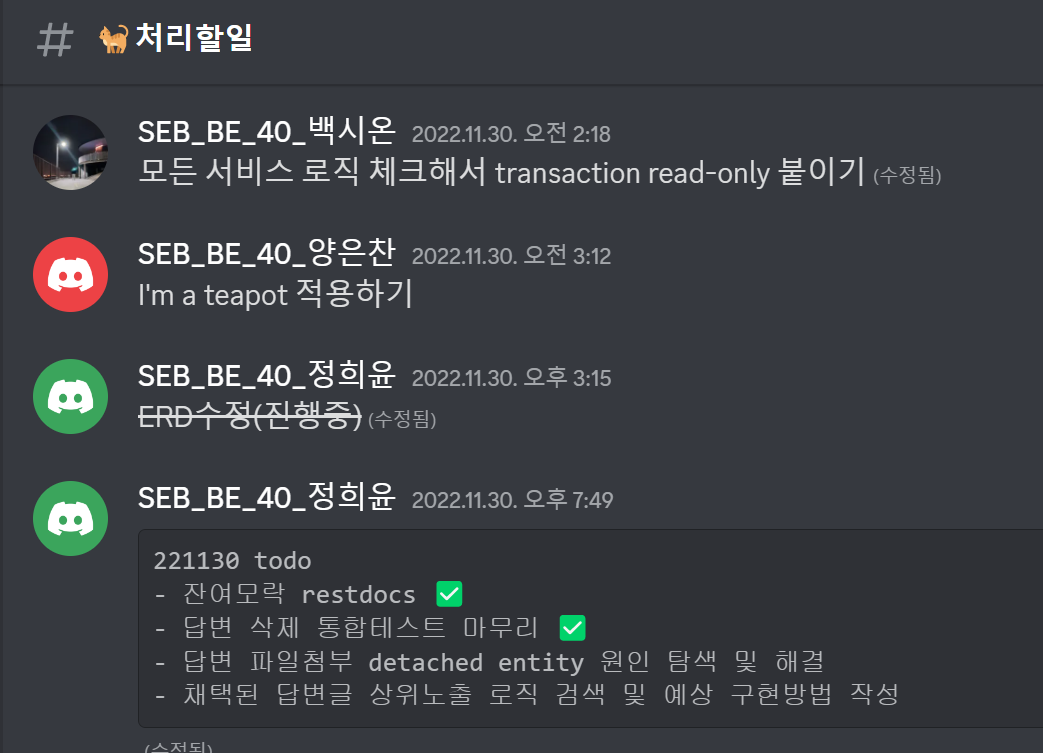 # 🐈처리할일
SEB_BE_40_백시온 2022.11.30. 오전 2:18
모든 서비스 로직 체크해서 transaction read-only 붙이기 (수정됨)
SEB_BE_40_양은찬 2022.11.30. 오전 3:12
I'm a teapot 적용하기
SEB_BE_40_정희윤 2022.11.30. 오후 3:15
ERD수정(진행중) (수정됨)
SEB_BE_40_정희윤 2022.11.30. 오후 7:49
221130 todo
- 잔여모락 restdocs ✅
- 답변 삭제 통합테스트 마무리 ✅
- 답변 파일첨부 detached entity 원인 탐색 및 해결
- 채택된 답변글 상위노출 로직 검색 및 예상 구현방법 작성
(수정됨)